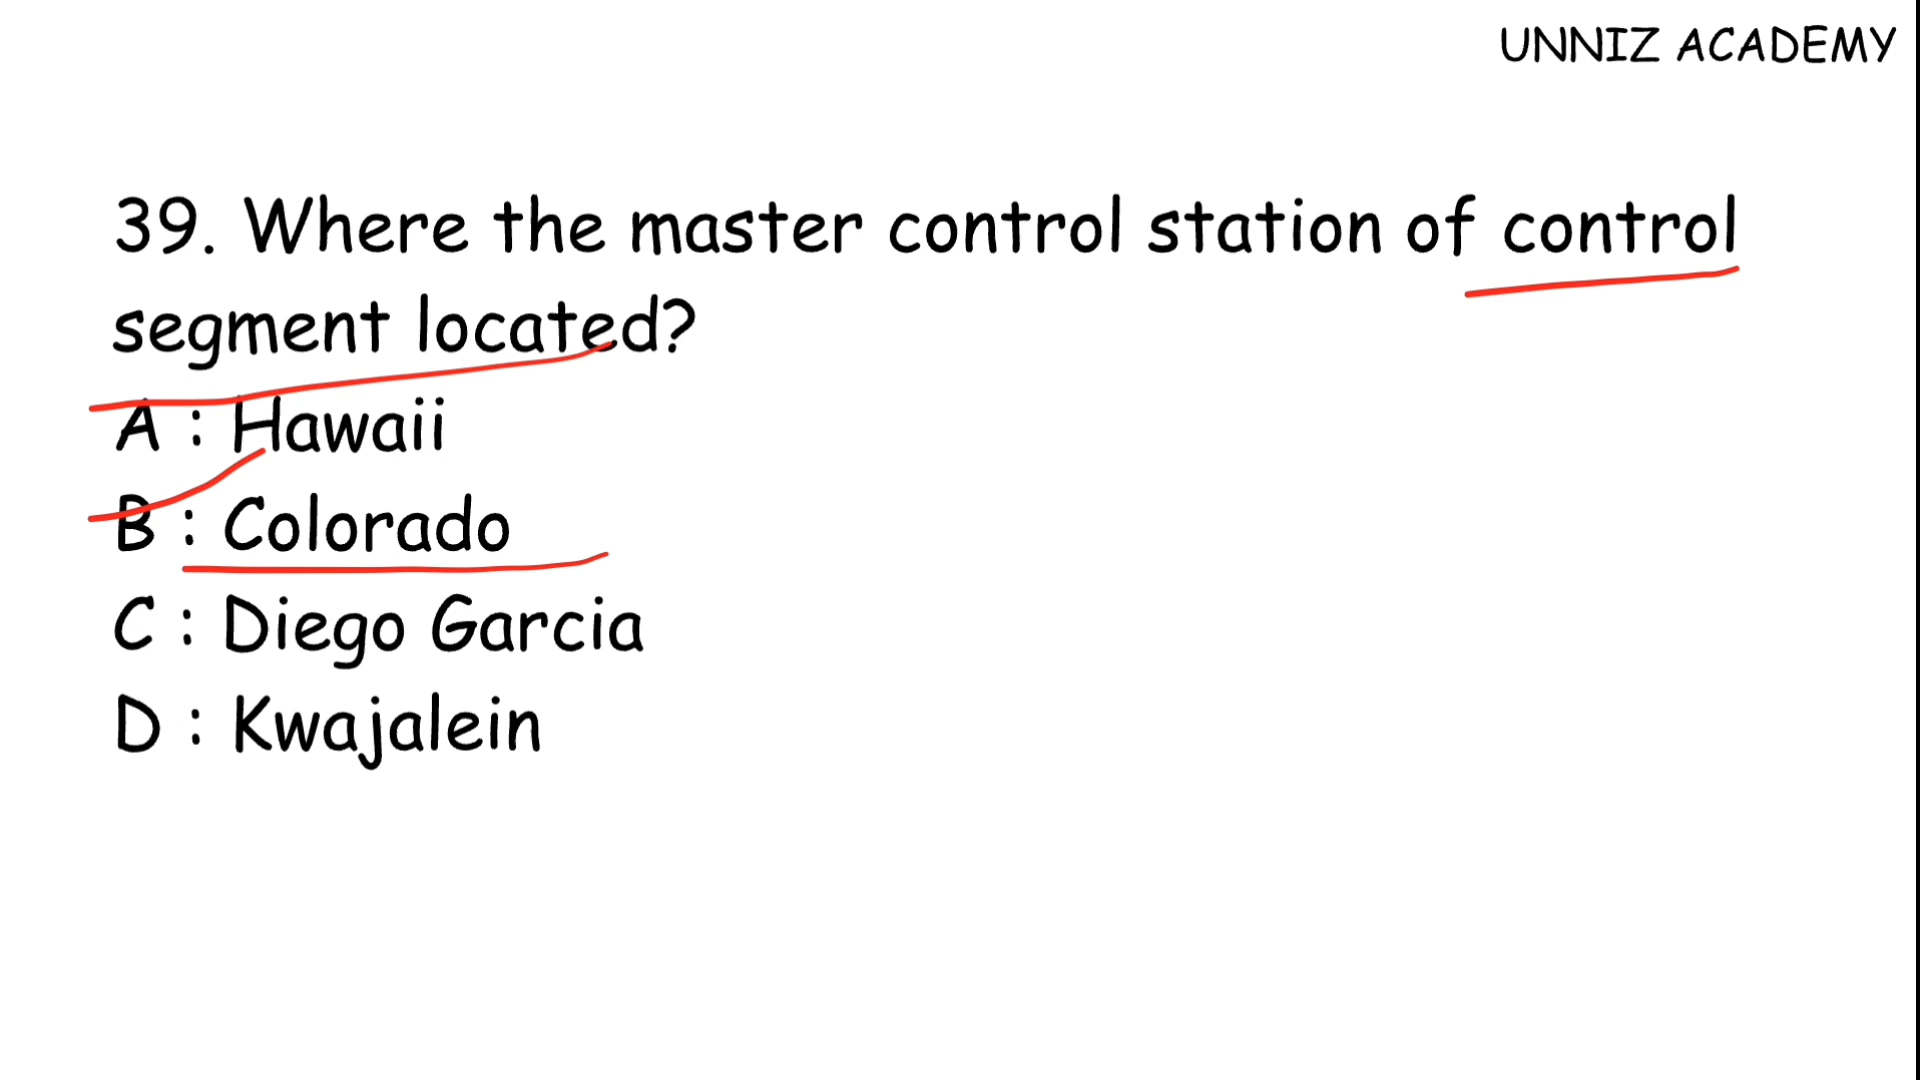 UNNIZ ACADEMY
39. Where the master control station of control
segment located?
A : Hawaii
B : Colorado
C : Diego Garcia
D : Kwajalein